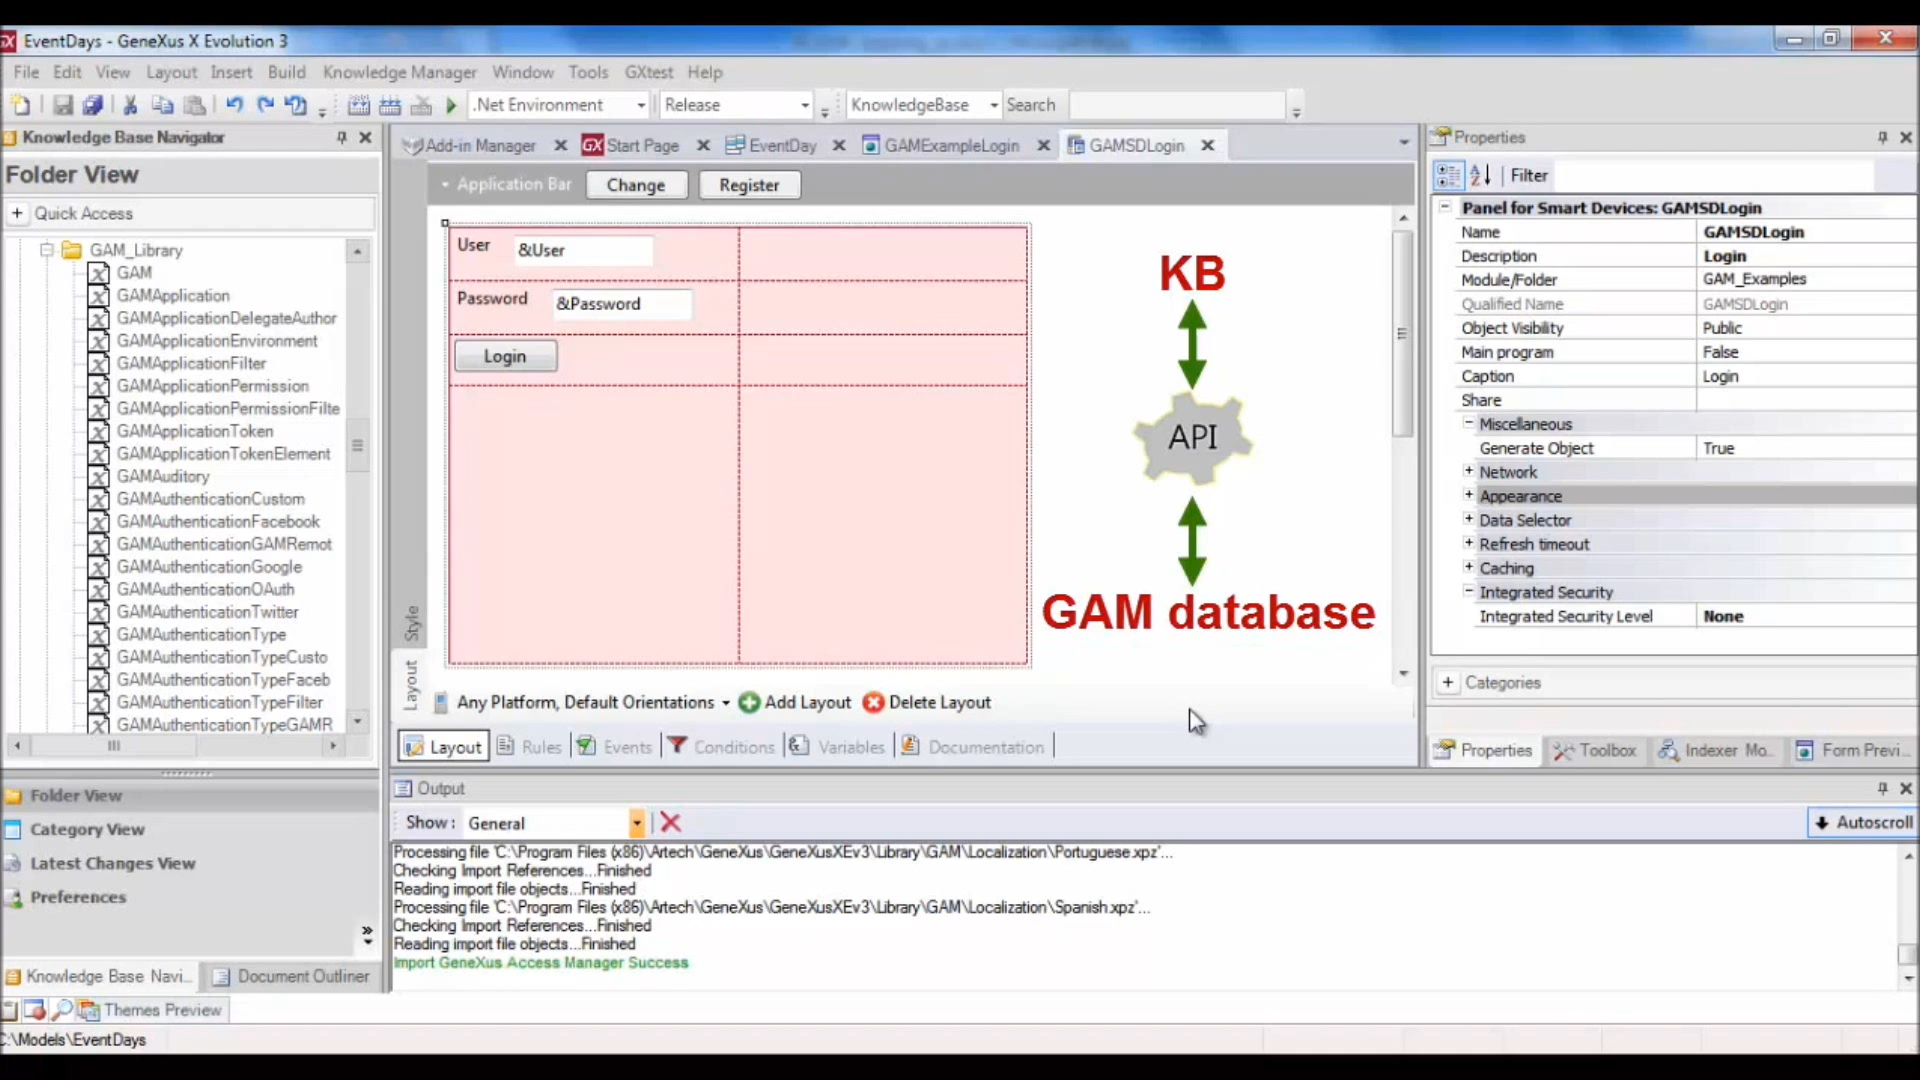 EventDays - GeneXus X Evolution 3
File Edit View Layout Insert Build Knowledge Manager Window Tools GXtest Help
.Net Environment Release KnowledgeBase Search
Knowledge Base Navigator
Folder View
Quick Access
GAM_Library
GAM
GAMApplication
GAMApplicationDelegateAuthor
GAMApplicationEnvironment
GAMApplicationFilter
GAMApplicationPermission
GAMApplicationPermissionFilte
GAMApplicationToken
GAMApplicationTokenElement
GAMAuditory
GAMAuthenticationCustom
GAMAuthenticationFacebook
GAMAuthenticationGAMRemot
GAMAuthenticationGoogle
GAMAuthenticationOAuth
GAMAuthenticationTwitter
GAMAuthenticationType
GAMAuthenticationTypeCusto
GAMAuthenticationTypeFaceb
GAMAuthenticationTypeFilter
GAMAuthenticationTypeGAMR
Folder View
Category View
Latest Changes View
Preferences
Knowledge Base Navi... Document Outliner
Themes Preview
C:\Models\EventDays
Add-in Manager Start Page EventDay GAMExampleLogin GAMSDLogin
Application Bar Change Register
User &User
Password &Password
Login
KB
API
GAM database
Style
Layout
Any Platform, Default Orientations Add Layout Delete Layout
Layout Rules Events Conditions Variables Documentation
Output
Show: General
Autoscroll
Processing file 'C:\Program Files (x86)\Artech\GeneXus\GeneXusXEv3\Library\GAM\Localization\Portuguese.xpz'...
Checking Import References...Finished
Reading import file objects...Finished
Processing file 'C:\Program Files (x86)\Artech\GeneXus\GeneXusXEv3\Library\GAM\Localization\Spanish.xpz'...
Checking Import References...Finished
Reading import file objects...Finished
Import GeneXus Access Manager Success
Properties
Filter
Panel for Smart Devices: GAMSDLogin
Name GAMSDLogin
Description Login
Module/Folder GAM_Examples
Qualified Name GAMSDLogin
Object Visibility Public
Main program False
Caption Login
Share
Miscellaneous
Generate Object True
Network
Appearance
Data Selector
Refresh timeout
Caching
Integrated Security
Integrated Security Level None
Categories
Properties Toolbox Indexer Mo... Form Previ...